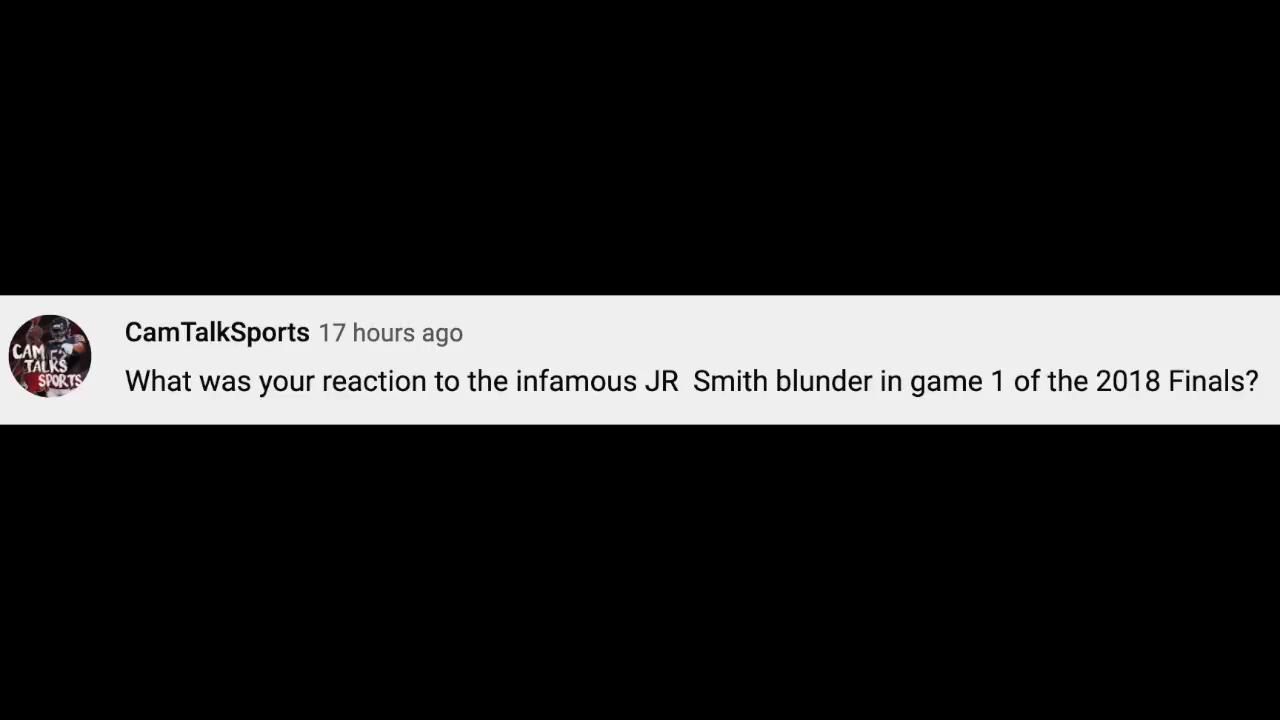 CamTalkSports 17 hours ago
What was your reaction to the infamous JR  Smith blunder in game 1 of the 2018 Finals?
CAM
TALKS
SPORTS